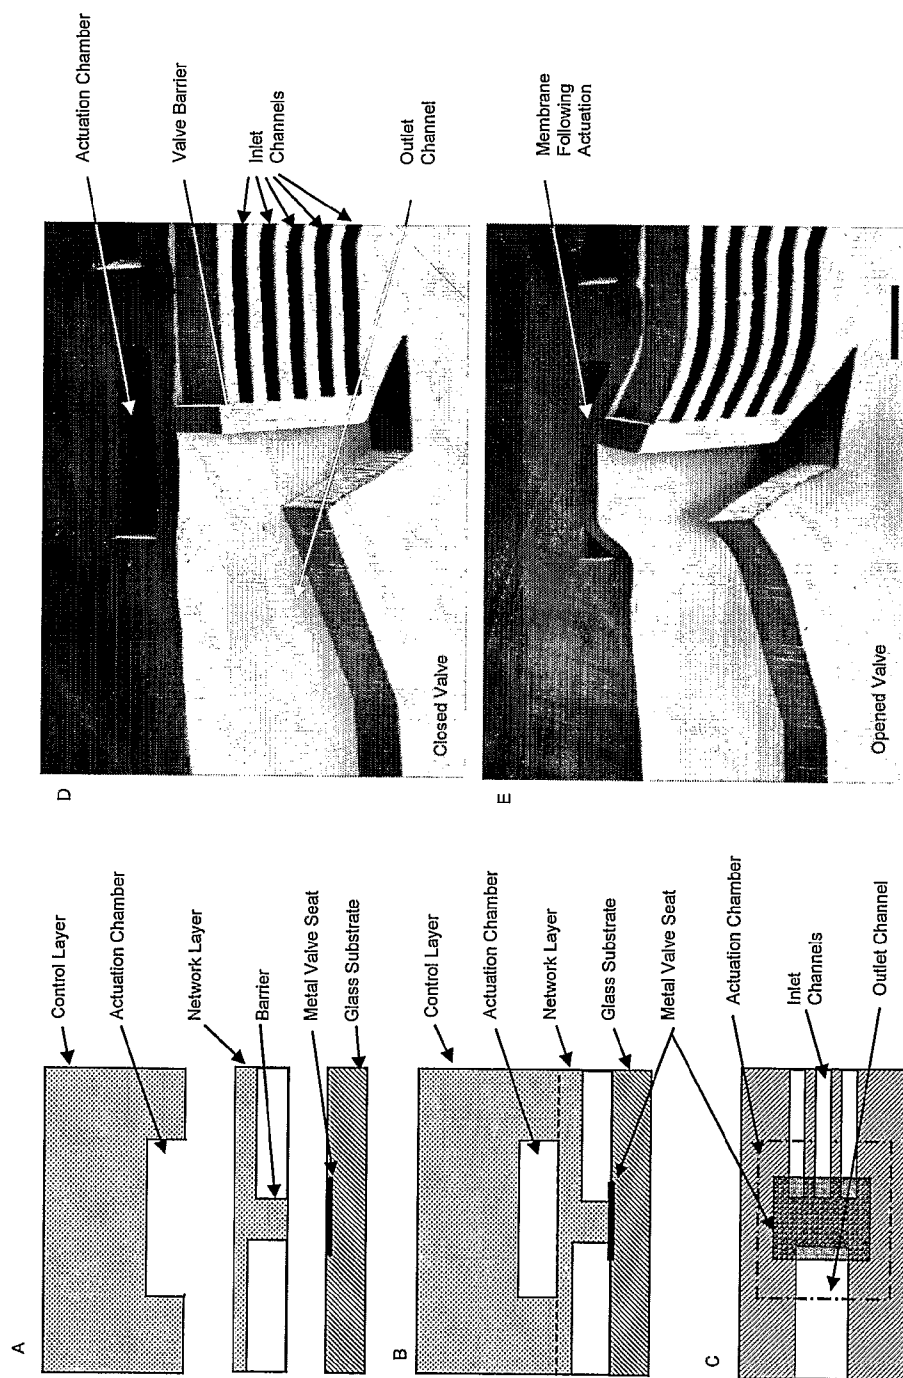 A
Control Layer
Actuation Chamber
Network Layer
Barrier
Metal Valve Seat
Glass Substrate
B
Control Layer
Actuation Chamber
Network Layer
Glass Substrate
Metal Valve Seat
C
Actuation Chamber
Inlet
Channels
Outlet Channel
D
Actuation Chamber
Valve Barrier
Inlet
Channels
Outlet
Channel
Closed Valve
E
Membrane
Following
Actuation
Opened Valve